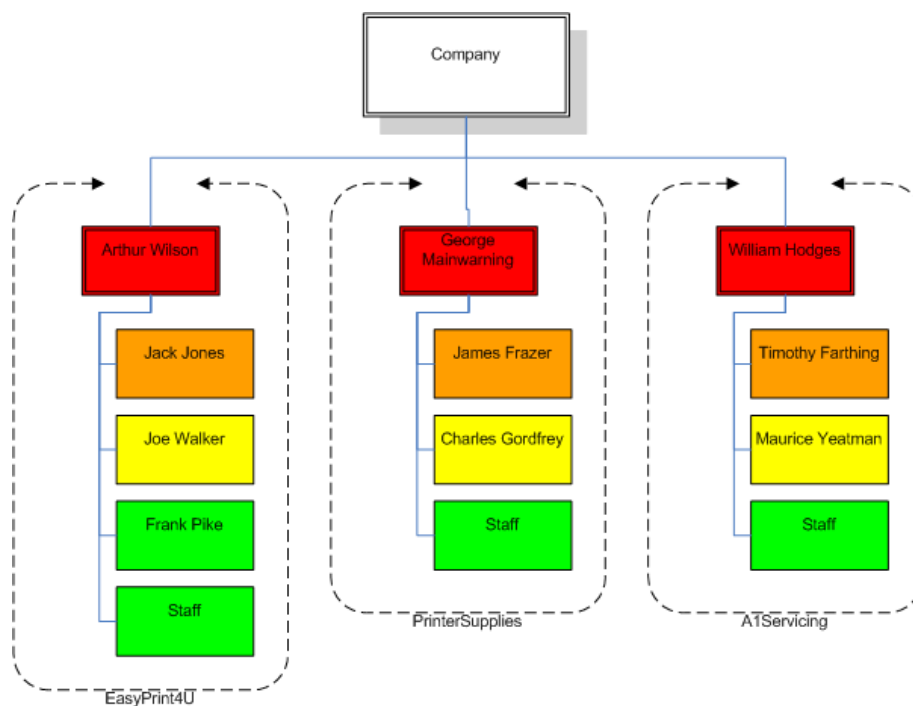 Company
Arthur Wilson
George
Mainwarning
William Hodges
Jack Jones
James Frazer
Timothy Farthing
Joe Walker
Charles Gordfrey
Maurice Yeatman
Frank Pike
Staff
Staff
Staff
PrinterSupplies
A1Servicing
EasyPrint4U